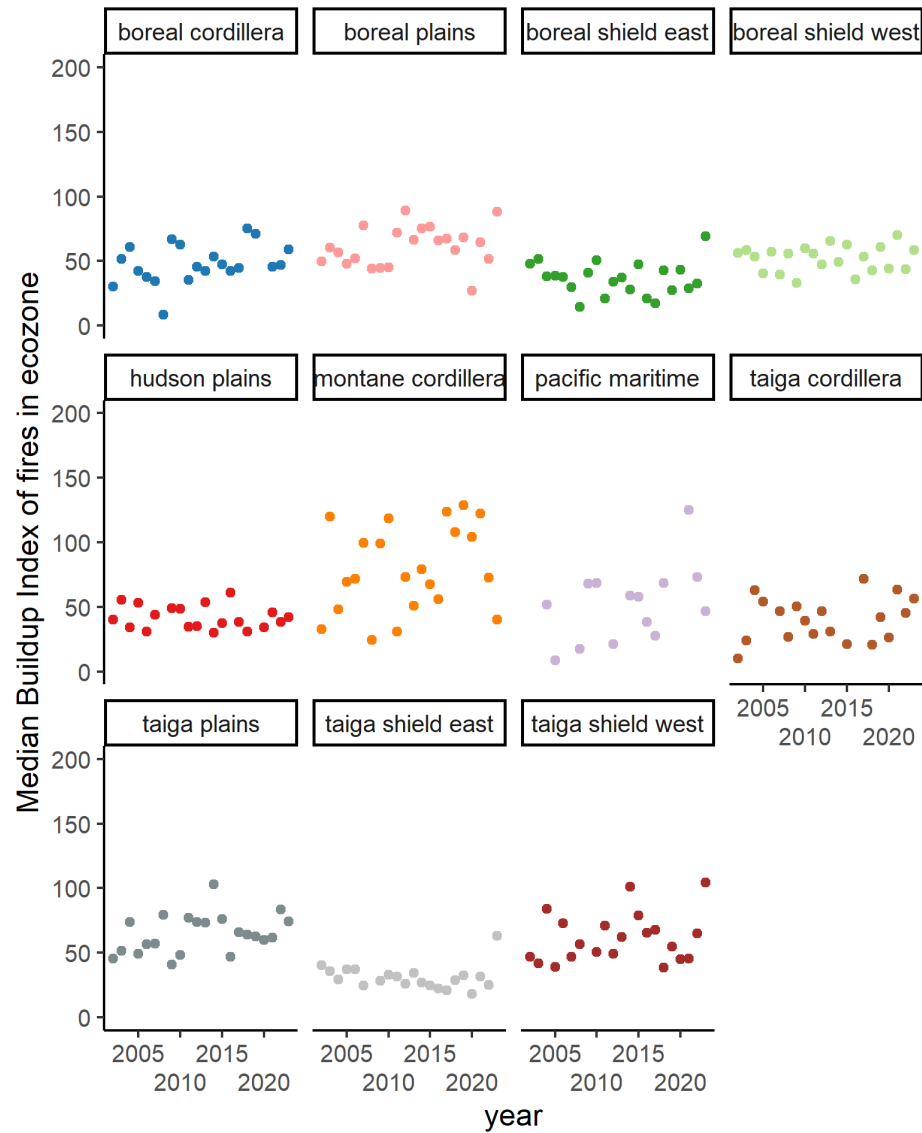 boreal cordillera
boreal plains
boreal shield east
boreal shield west
200
150
100
50
0
hudson plains
montane cordillera
pacific maritime
taiga cordillera
200
150
100
50
0
2005
2015
2010
2020
taiga plains
taiga shield east
taiga shield west
200
150
100
50
0
2005
2015
2005
2015
2005
2015
2010
2020
2010
2020
2010
2020
year
Median Buildup Index of fires in ecozone